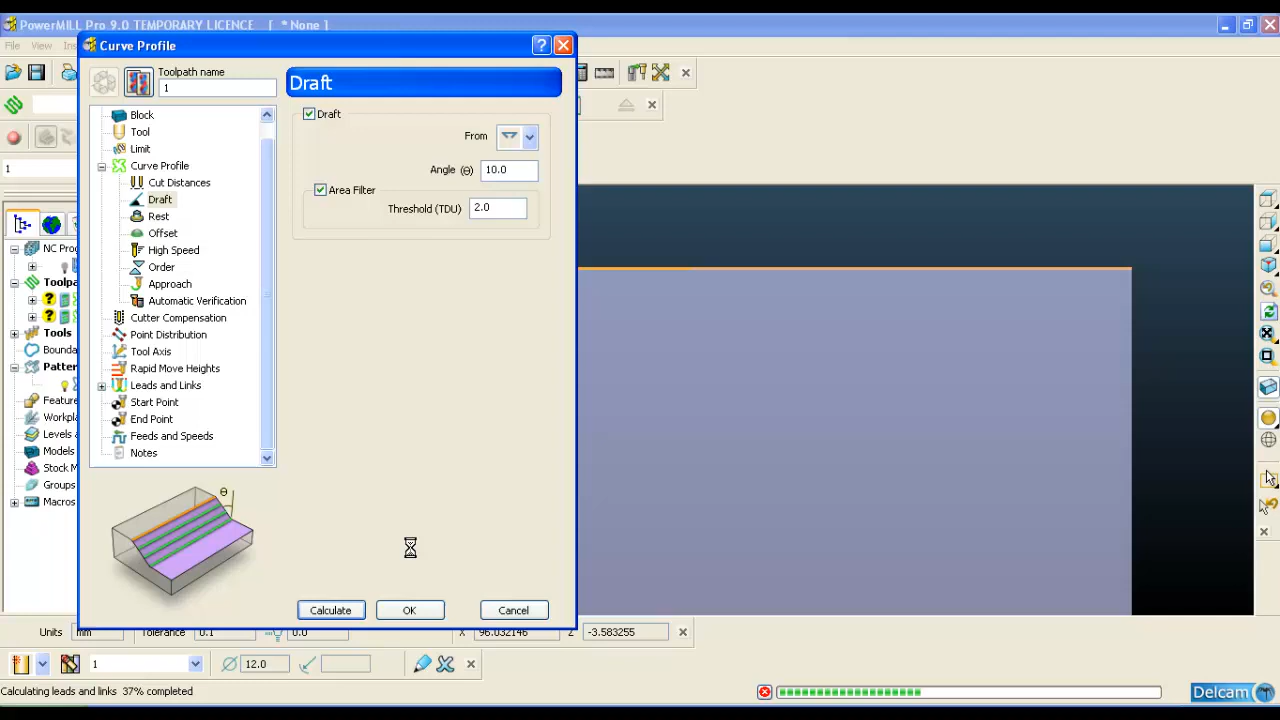 PowerMILL Pro 9.0 TEMPORARY LICENCE [ * None ]
File View Ins
Curve Profile
Toolpath name
1
Draft
Block
Tool
Limit
Curve Profile
Cut Distances
Draft
Rest
Offset
High Speed
Order
Approach
Automatic Verification
Cutter Compensation
Point Distribution
Tool Axis
Rapid Move Heights
Leads and Links
Start Point
End Point
Feeds and Speeds
Notes
Draft
From
Angle (Θ) 10.0
Area Filter
Threshold (TDU) 2.0
Θ
Calculate OK Cancel
1
NC Prog
Toolpa
Tools
Bounda
Patter
Feature
Workpla
Levels a
Models
Stock M
Groups
Macros
Units mm Tolerance 0.1 0.0 X 96.032146 Z -3.583255
1 12.0
Calculating leads and links 37% completed
Delcam